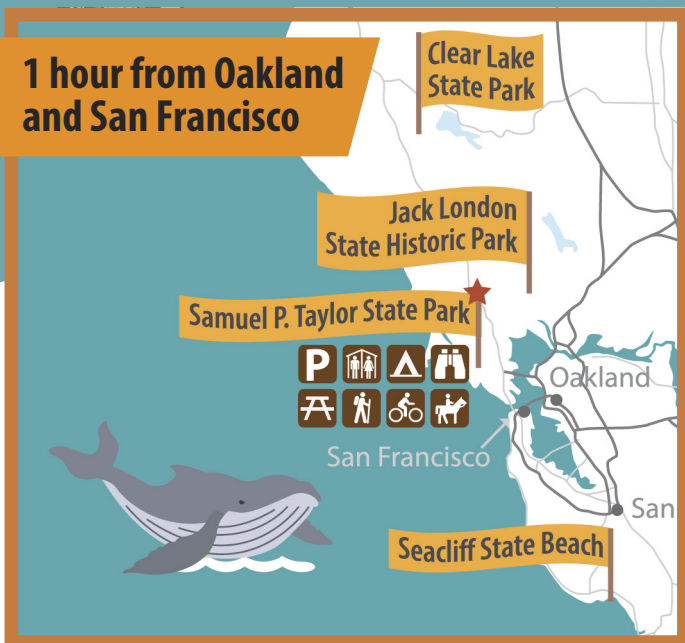 1 hour from Oakland
and San Francisco
Clear Lake
State Park
Jack London
State Historic Park
Samuel P. Taylor State Park
P
Oakland
San Francisco
San
Seacliff State Beach